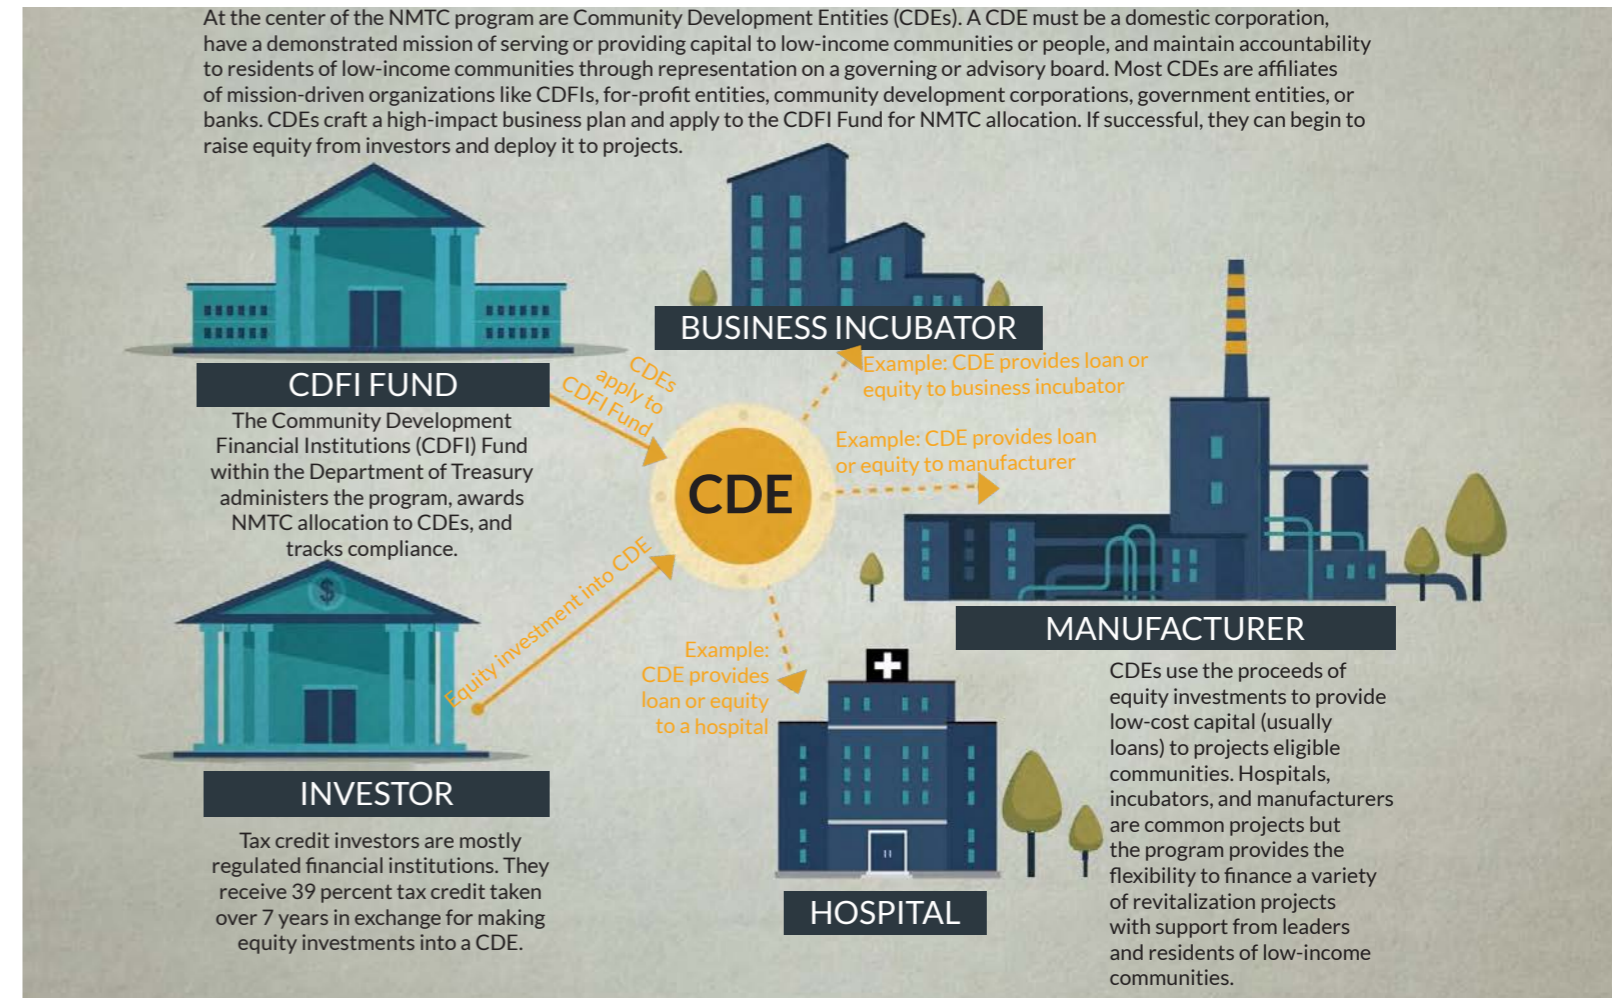 At the center of the NMTC program are Community Development Entities (CDEs). A CDE must be a domestic corporation,
have a demonstrated mission of serving or providing capital to low-income communities or people, and maintain accountability
to residents of low-income communities through representation on a governing or advisory board. Most CDEs are affiliates
of mission-driven organizations like CDFIs, for-profit entities, community development corporations, government entities, or
banks. CDEs craft a high-impact business plan and apply to the CDFI Fund for NMTC allocation. If successful, they can begin to
raise equity from investors and deploy it to projects.
BUSINESS INCUBATOR
CDFI FUND
The Community Development
Financial Institutions (CDFI) Fund
within the Department of Treasury
administers the program, awards
NMTC allocation to CDEs, and
tracks compliance.
CDEs
apply to
CDFI Fund
Example: CDE provides loan or
equity to business incubator
Example: CDE provides loan
or equity to manufacturer
CDE
Equity investment into CDE
$
Example:
CDE provides
loan or equity
to a hospital
MANUFACTURER
CDEs use the proceeds of
equity investments to provide
low-cost capital (usually
loans) to projects eligible
communities. Hospitals,
incubators, and manufacturers
are common projects but
the program provides the
flexibility to finance a variety
of revitalization projects
with support from leaders
and residents of low-income
communities.
INVESTOR
Tax credit investors are mostly
regulated financial institutions. They
receive 39 percent tax credit taken
over 7 years in exchange for making
equity investments into a CDE.
HOSPITAL